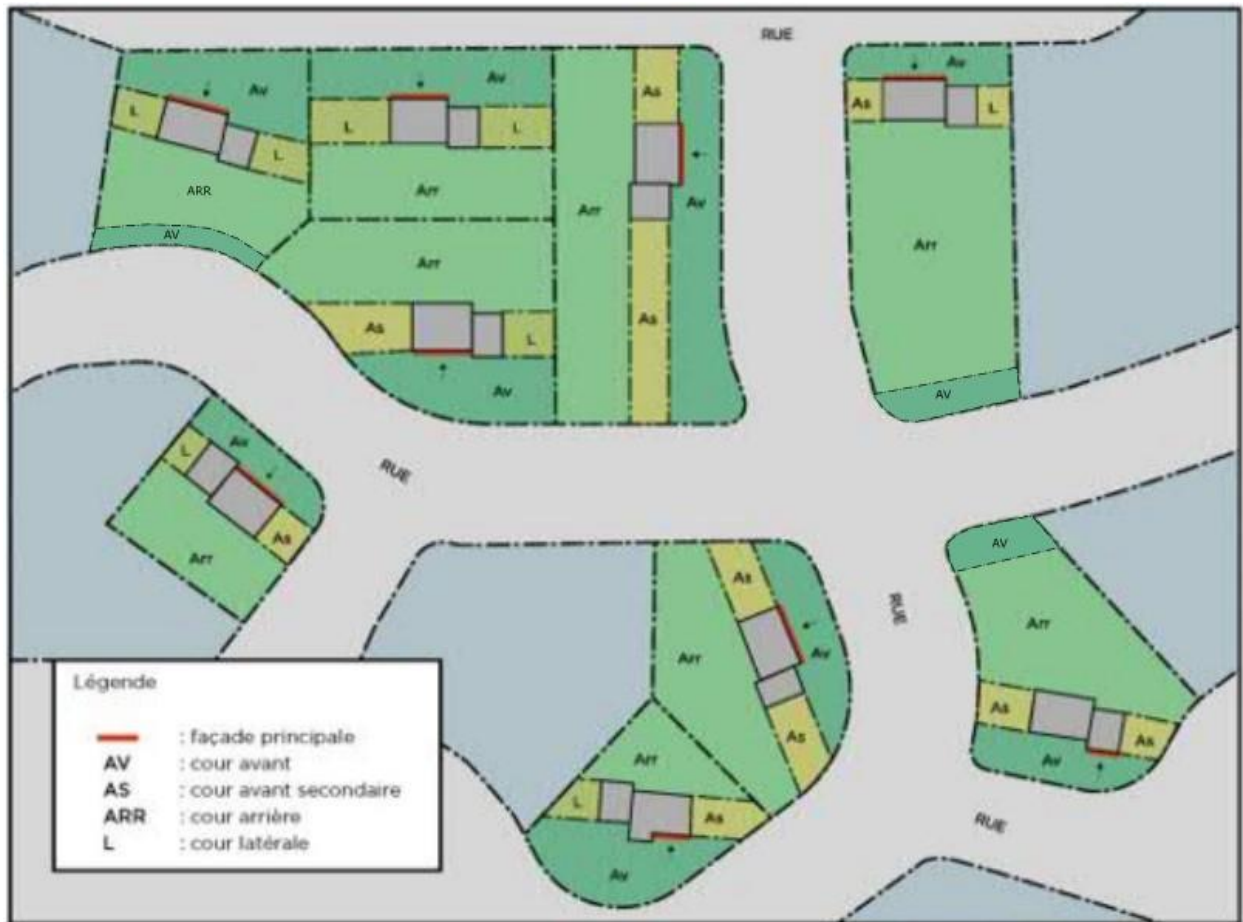 RUE
Av
Av
As
Av
As
L
L
L
L
L
ARR
Arr
Arr
Av
Arr
AV
Arr
As
As
L
Av
AV
Av
L
RUE
As
Arr
As
Av
Arr
As
Arr
L
As
Av
RUE
AV
Arr
As
As
Av
RUE
Légende
: façade principale
AV : cour avant
AS : cour avant secondaire
ARR : cour arrière
L : cour latérale